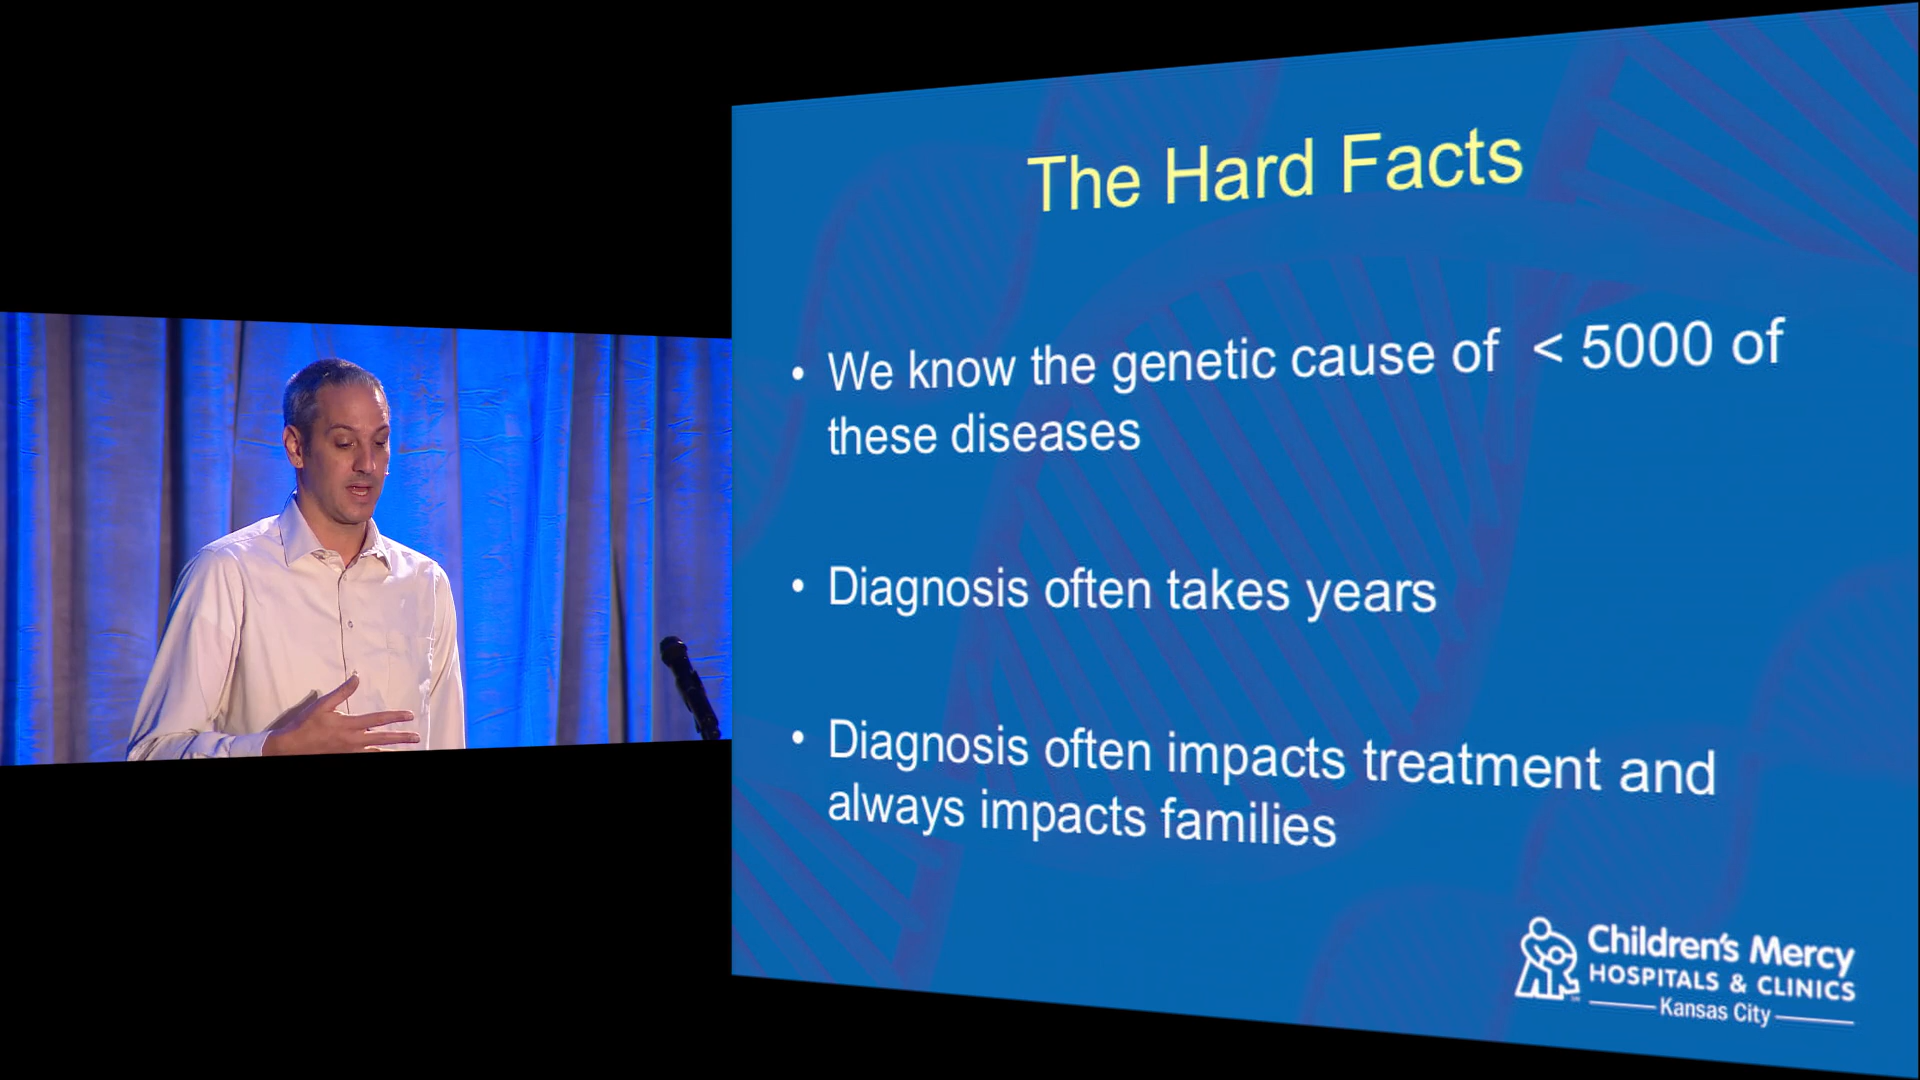 The Hard Facts
• We know the genetic cause of < 5000 of
these diseases
• Diagnosis often takes years
• Diagnosis often impacts treatment and
always impacts families
Children's Mercy
HOSPITALS & CLINICS
Kansas City